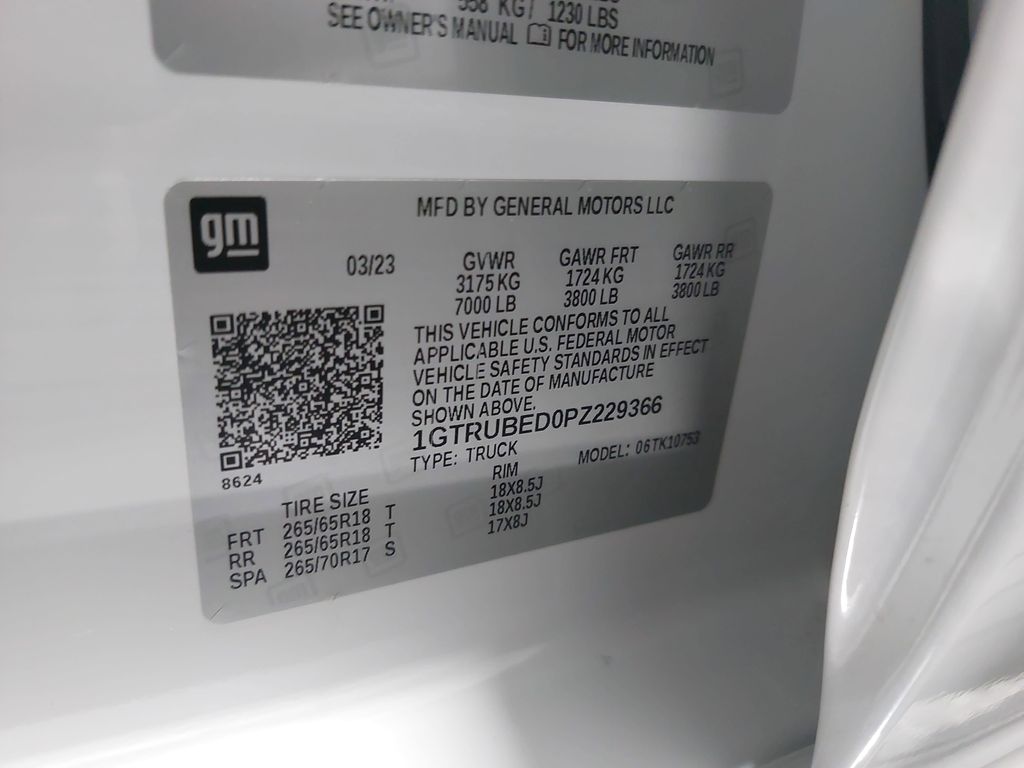 558 KG / 1230 LBS
SEE OWNER'S MANUAL FOR MORE INFORMATION
gm
MFD BY GENERAL MOTORS LLC
03/23
GVWR GAWR FRT GAWR RR
3175 KG 1724 KG 1724 KG
7000 LB 3800 LB 3800 LB
THIS VEHICLE CONFORMS TO ALL
APPLICABLE U.S. FEDERAL MOTOR
VEHICLE SAFETY STANDARDS IN EFFECT
ON THE DATE OF MANUFACTURE
SHOWN ABOVE.
1GTRUBED0PZ229366
TYPE: TRUCK MODEL: 06TK10753
8624
TIRE SIZE RIM
FRT 265/65R18 T 18X8.5J
RR 265/65R18 T 18X8.5J
SPA 265/70R17 S 17X8J